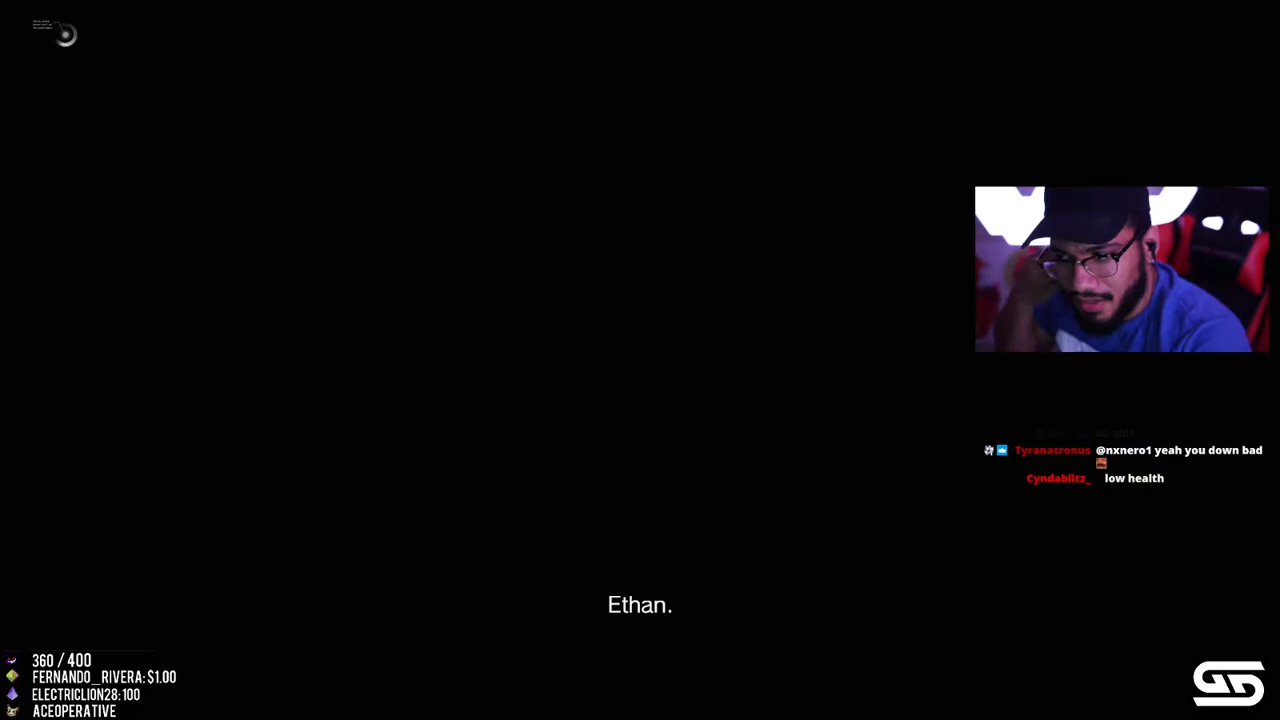 Tyranatronus @nxnero1 yeah you down bad
Cyndablitz_ low health
Ethan.
360 / 400
FERNANDO_RIVERA: $1.00
ELECTRICLION28: 100
ACEOPERATIVE